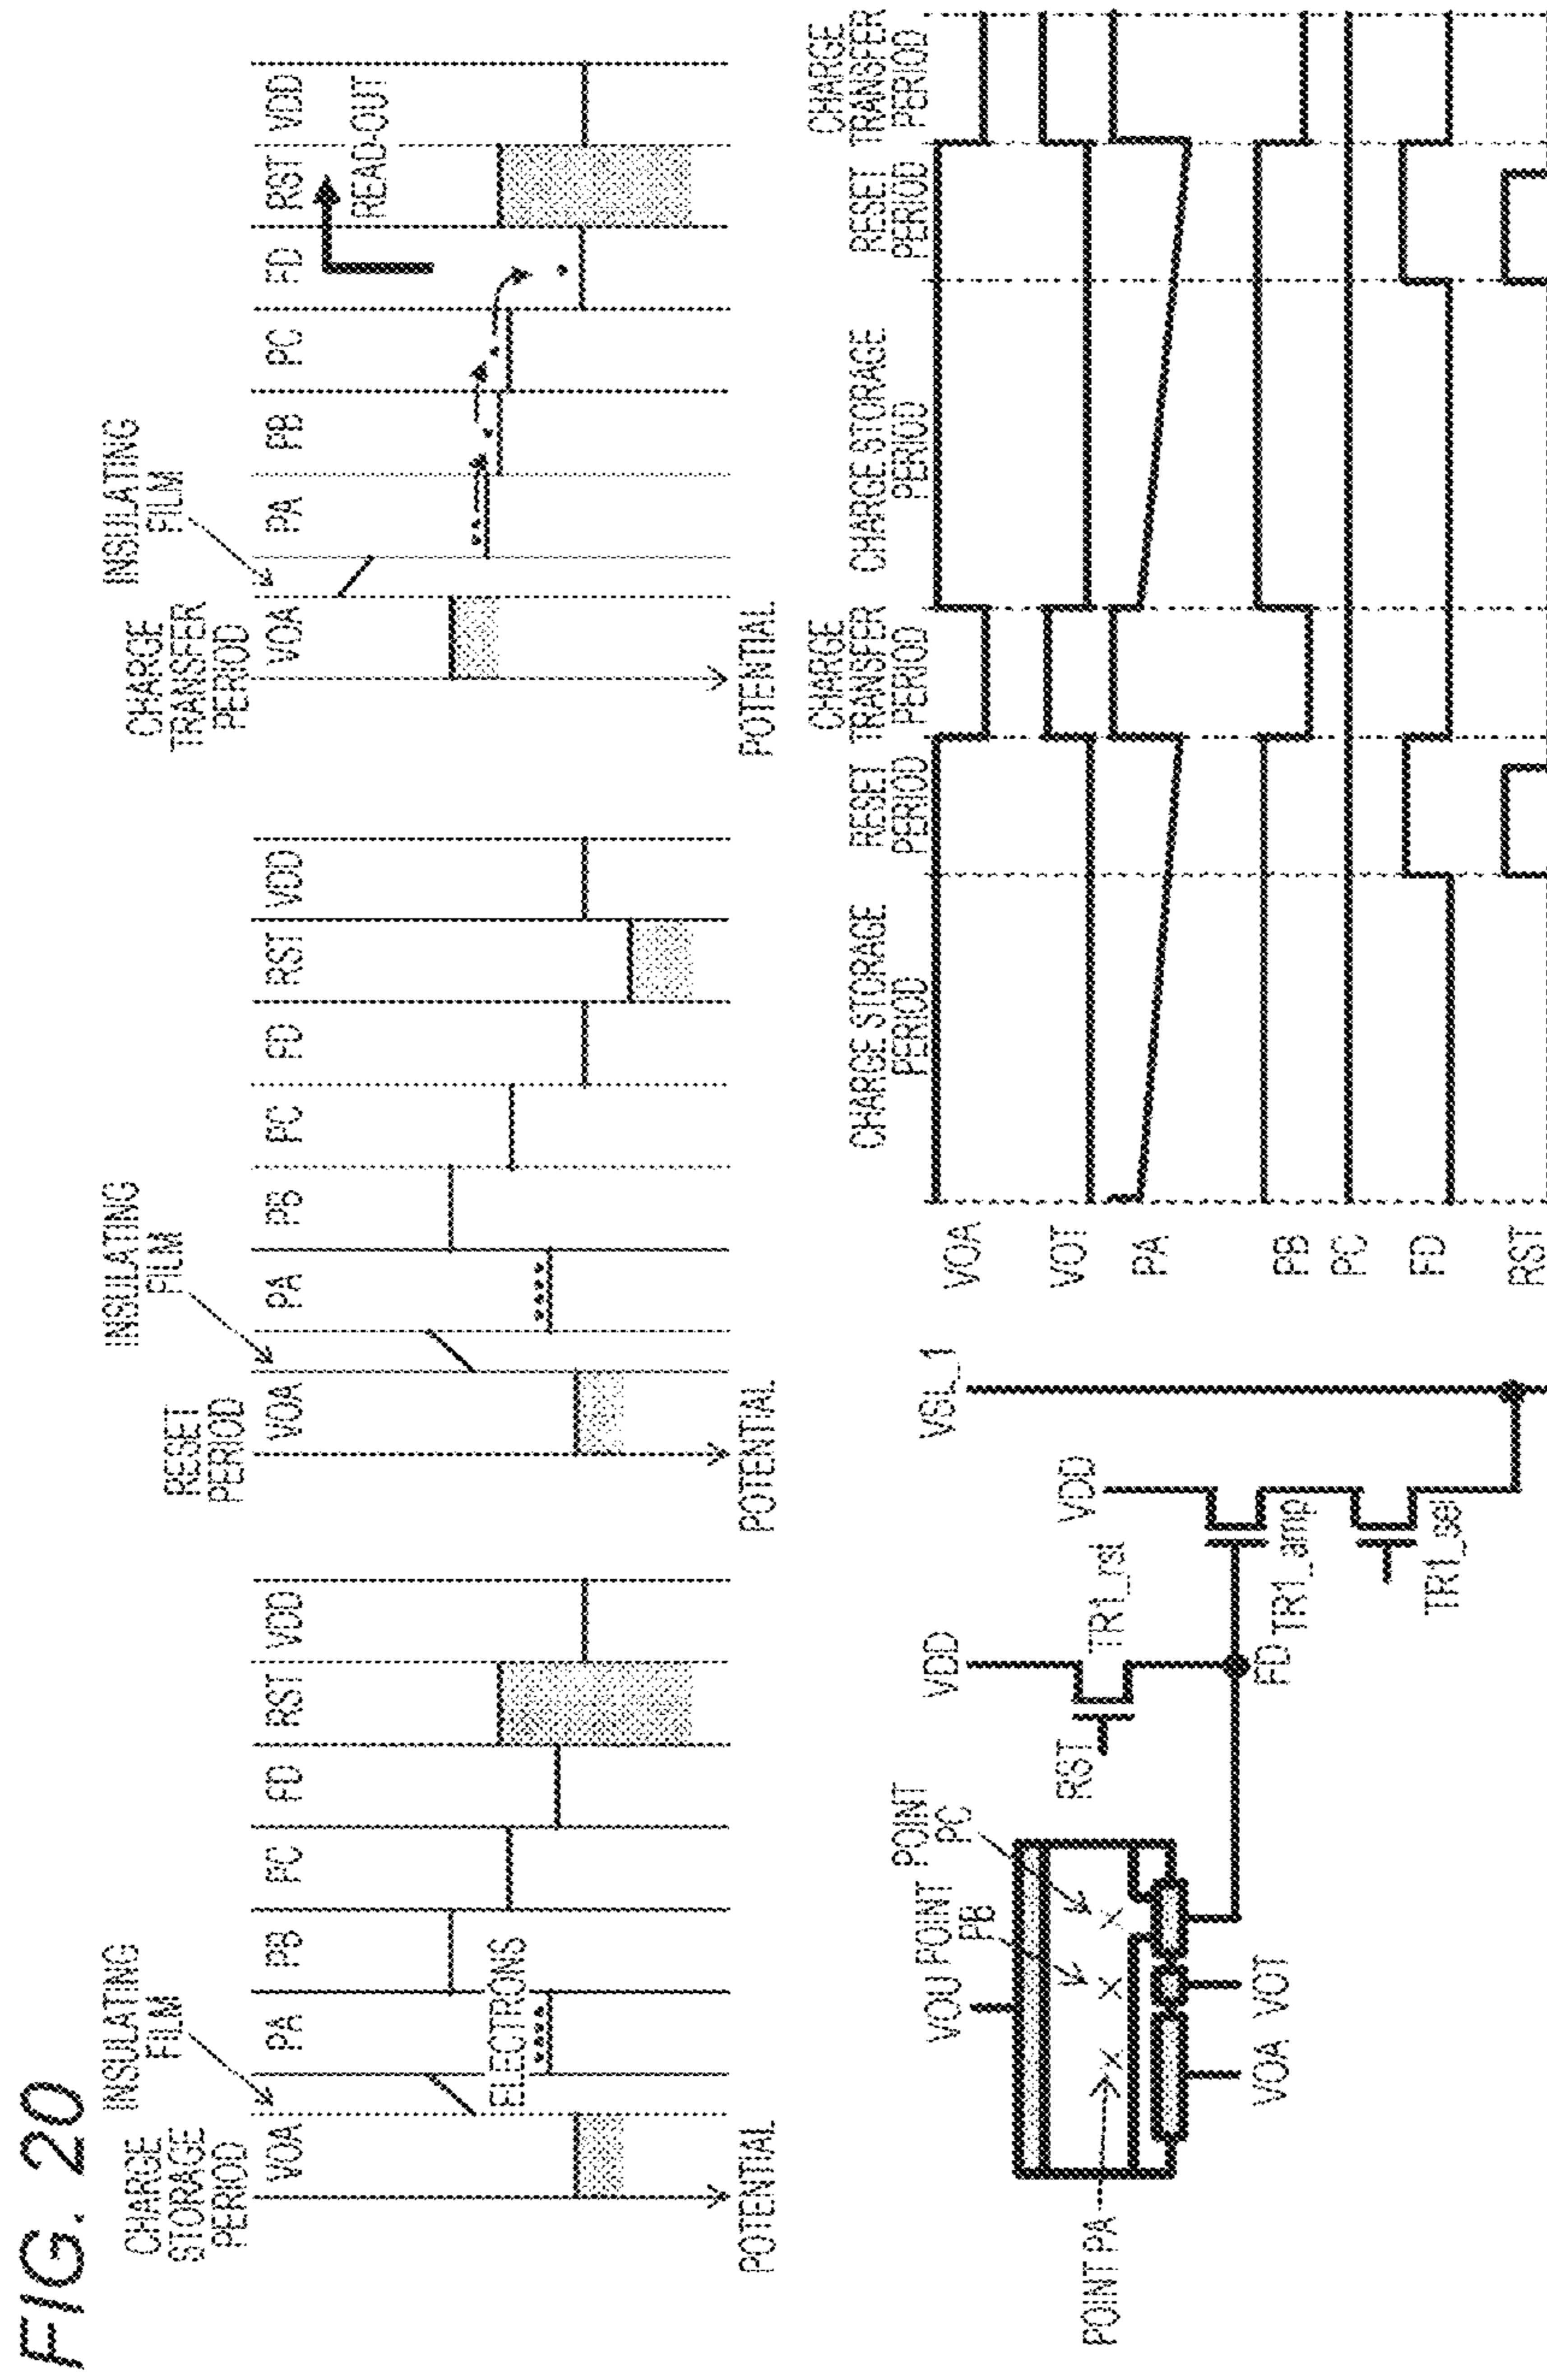 FIG. 20
CHARGE
STORAGE
PERIOD
INSULATING
FILM
VOA
PA
PB
PC
FD
RST
VDD
ELECTRONS
POTENTIAL
RESET
PERIOD
INSULATING
FILM
VOA
PA
PB
PC
FD
RST
VDD
POTENTIAL
CHARGE
TRANSFER
PERIOD
INSULATING
FILM
VOA
PA
PB
PC
FD
RST
VDD
READ-OUT
POTENTIAL
POINT PA
VOU
POINT
PB
POINT
PC
VOA
VOT
RST
VDD
TR1_rst
FD
VDD
TR1_amp
TR1_sel
VSL_1
CHARGE STORAGE
PERIOD
RESET
PERIOD
CHARGE
TRANSFER
PERIOD
CHARGE STORAGE
PERIOD
RESET
PERIOD
CHARGE
TRANSFER
PERIOD
VOA
VOT
PA
PB
PC
FD
RST